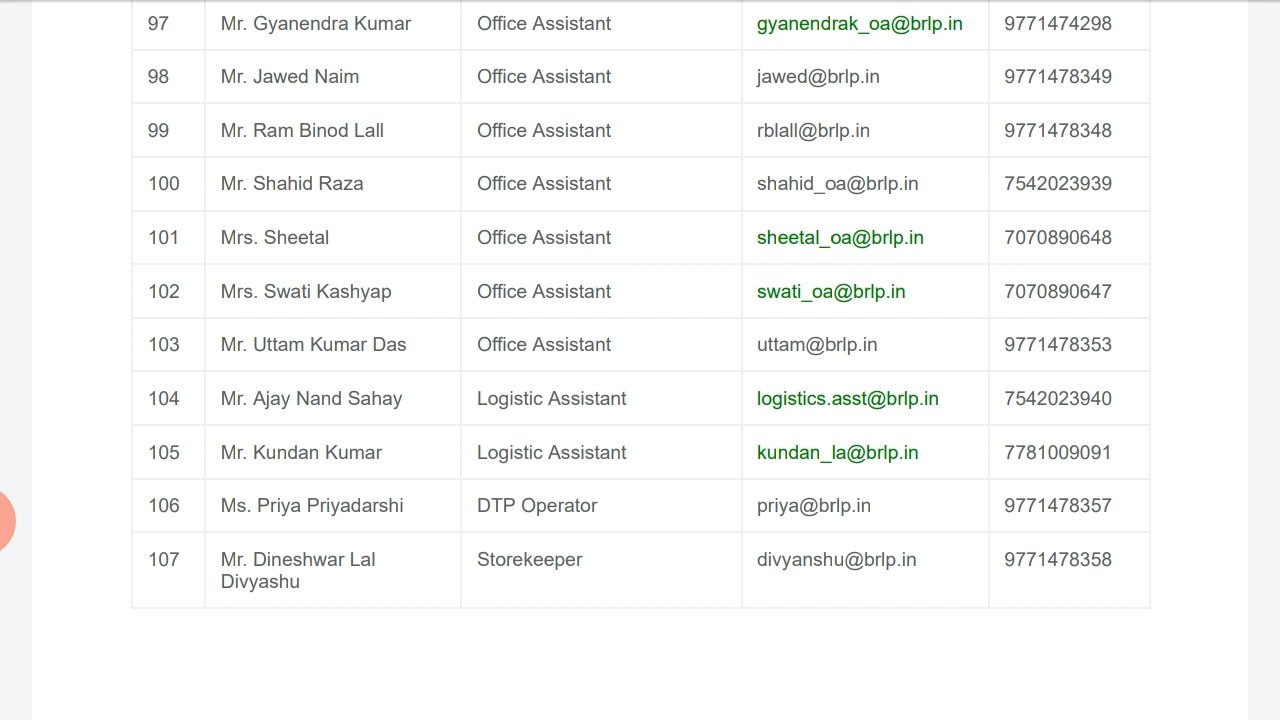 97 Mr. Gyanendra Kumar Office Assistant gyanendrak_oa@brlp.in 9771474298
98 Mr. Jawed Naim Office Assistant jawed@brlp.in 9771478349
99 Mr. Ram Binod Lall Office Assistant rblall@brlp.in 9771478348
100 Mr. Shahid Raza Office Assistant shahid_oa@brlp.in 7542023939
101 Mrs. Sheetal Office Assistant sheetal_oa@brlp.in 7070890648
102 Mrs. Swati Kashyap Office Assistant swati_oa@brlp.in 7070890647
103 Mr. Uttam Kumar Das Office Assistant uttam@brlp.in 9771478353
104 Mr. Ajay Nand Sahay Logistic Assistant logistics.asst@brlp.in 7542023940
105 Mr. Kundan Kumar Logistic Assistant kundan_la@brlp.in 7781009091
106 Ms. Priya Priyadarshi DTP Operator priya@brlp.in 9771478357
107 Mr. Dineshwar Lal Storekeeper divyanshu@brlp.in 9771478358
Divyashu